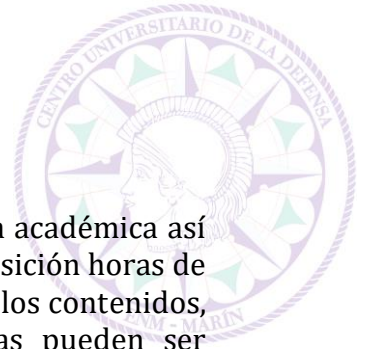 CENTRO UNIVERSITARIO DE LA DEFENSA
académica así
sición horas de
los contenidos,
as pueden ser
ENM - MARÍN